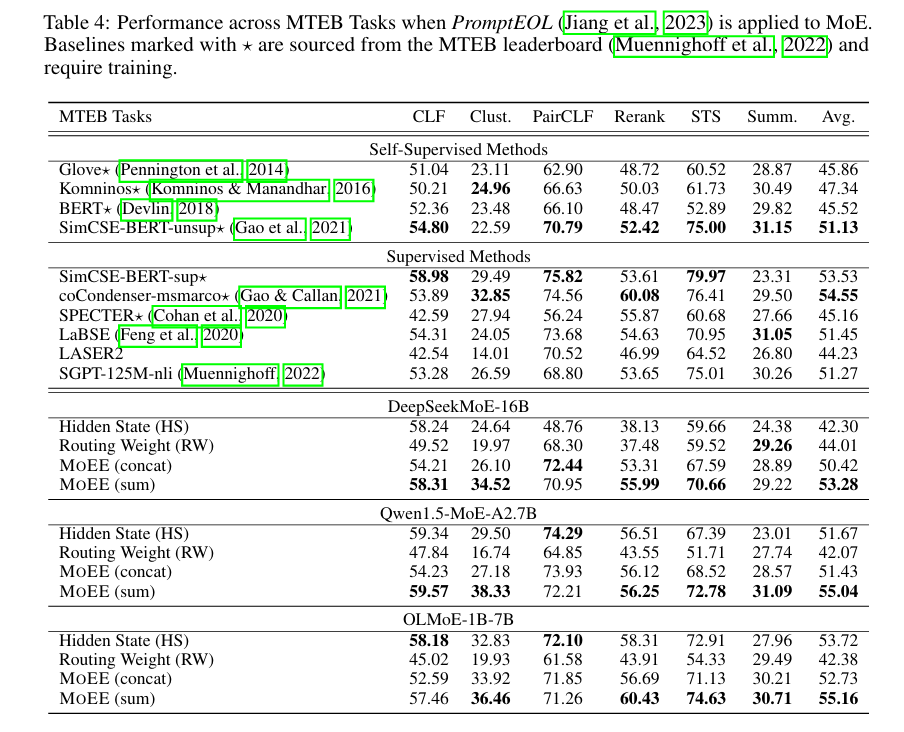 Table 4: Performance across MTEB Tasks when PromptEOL (Jiang et al., 2023) is applied to MoE.
Baselines marked with ⋆ are sourced from the MTEB leaderboard (Muennighoff et al., 2022) and
require training.
MTEB Tasks CLF Clust. PairCLF Rerank STS Summ. Avg.
Self-Supervised Methods
Glove⋆ (Pennington et al., 2014) 51.04 23.11 62.90 48.72 60.52 28.87 45.86
Komninos⋆ (Komninos & Manandhar, 2016) 50.21 24.96 66.63 50.03 61.73 30.49 47.34
BERT⋆ (Devlin, 2018) 52.36 23.48 66.10 48.47 52.89 29.82 45.52
SimCSE-BERT-unsup⋆ (Gao et al., 2021) 54.80 22.59 70.79 52.42 75.00 31.15 51.13
Supervised Methods
SimCSE-BERT-sup⋆ 58.98 29.49 75.82 53.61 79.97 23.31 53.53
coCondenser-msmarco⋆ (Gao & Callan, 2021) 53.89 32.85 74.56 60.08 76.41 29.50 54.55
SPECTER⋆ (Cohan et al., 2020) 42.59 27.94 56.24 55.87 60.68 27.66 45.16
LaBSE (Feng et al., 2020) 54.31 24.05 73.68 54.63 70.95 31.05 51.45
LASER2 42.54 14.01 70.52 46.99 64.52 26.80 44.23
SGPT-125M-nli (Muennighoff, 2022) 53.28 26.59 68.80 53.65 75.01 30.26 51.27
DeepSeekMoE-16B
Hidden State (HS) 58.24 24.64 48.76 38.13 59.66 24.38 42.30
Routing Weight (RW) 49.52 19.97 68.30 37.48 59.52 29.26 44.01
MOEE (concat) 54.21 26.10 72.44 53.31 67.59 28.89 50.42
MOEE (sum) 58.31 34.52 70.95 55.99 70.66 29.22 53.28
Qwen1.5-MoE-A2.7B
Hidden State (HS) 59.34 29.50 74.29 56.51 67.39 23.01 51.67
Routing Weight (RW) 47.84 16.74 64.85 43.55 51.71 27.74 42.07
MOEE (concat) 54.23 27.18 73.93 56.12 68.52 28.57 51.43
MOEE (sum) 59.57 38.33 72.21 56.25 72.78 31.09 55.04
OLMoE-1B-7B
Hidden State (HS) 58.18 32.83 72.10 58.31 72.91 27.96 53.72
Routing Weight (RW) 45.02 19.93 61.58 43.91 54.33 29.49 42.38
MOEE (concat) 52.59 33.92 71.85 56.69 71.13 30.21 52.73
MOEE (sum) 57.46 36.46 71.26 60.43 74.63 30.71 55.16